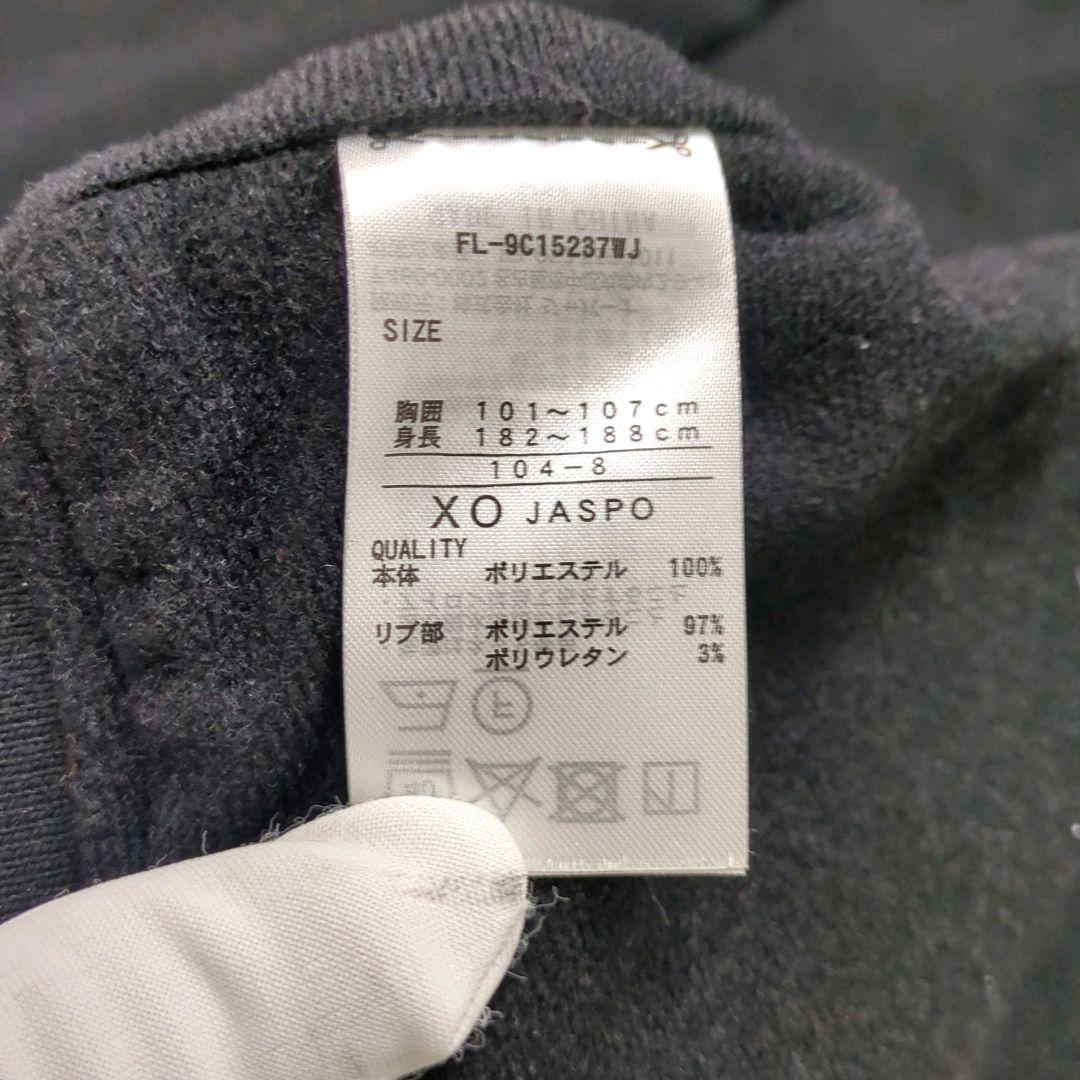 FL-9C15237WJ
SIZE
胸囲 101～107cm
身長 182～188cm
104-8
XO JASPO
QUALITY
本体 ポリエステル 100%
リブ部 ポリエステル 97%
ポリウレタン 3%